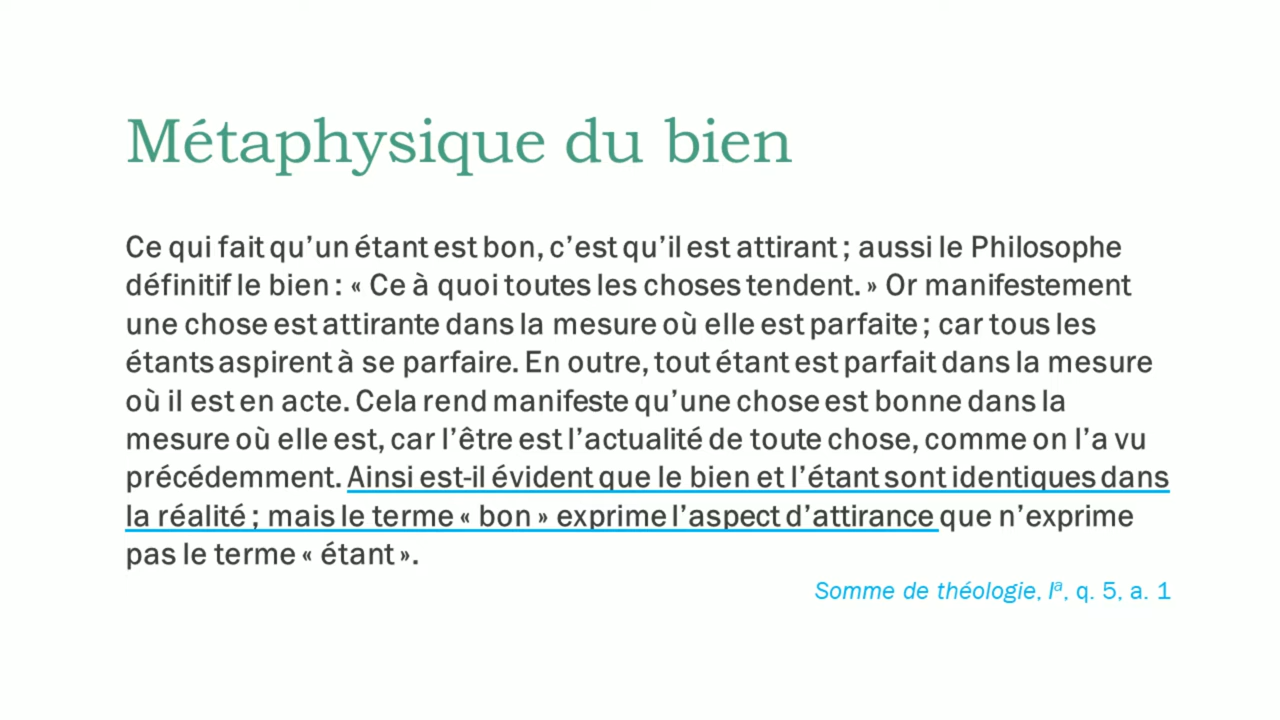 Métaphysique du bien
Ce qui fait qu’un étant est bon, c’est qu’il est attirant ; aussi le Philosophe
définitif le bien : « Ce à quoi toutes les choses tendent. » Or manifestement
une chose est attirante dans la mesure où elle est parfaite ; car tous les
étants aspirent à se parfaire. En outre, tout étant est parfait dans la mesure
où il est en acte. Cela rend manifeste qu’une chose est bonne dans la
mesure où elle est, car l’être est l’actualité de toute chose, comme on l’a vu
précédemment. Ainsi est-il évident que le bien et l’étant sont identiques dans
la réalité ; mais le terme « bon » exprime l’aspect d’attirance que n’exprime
pas le terme « étant ».
Somme de théologie, Iª, q. 5, a. 1